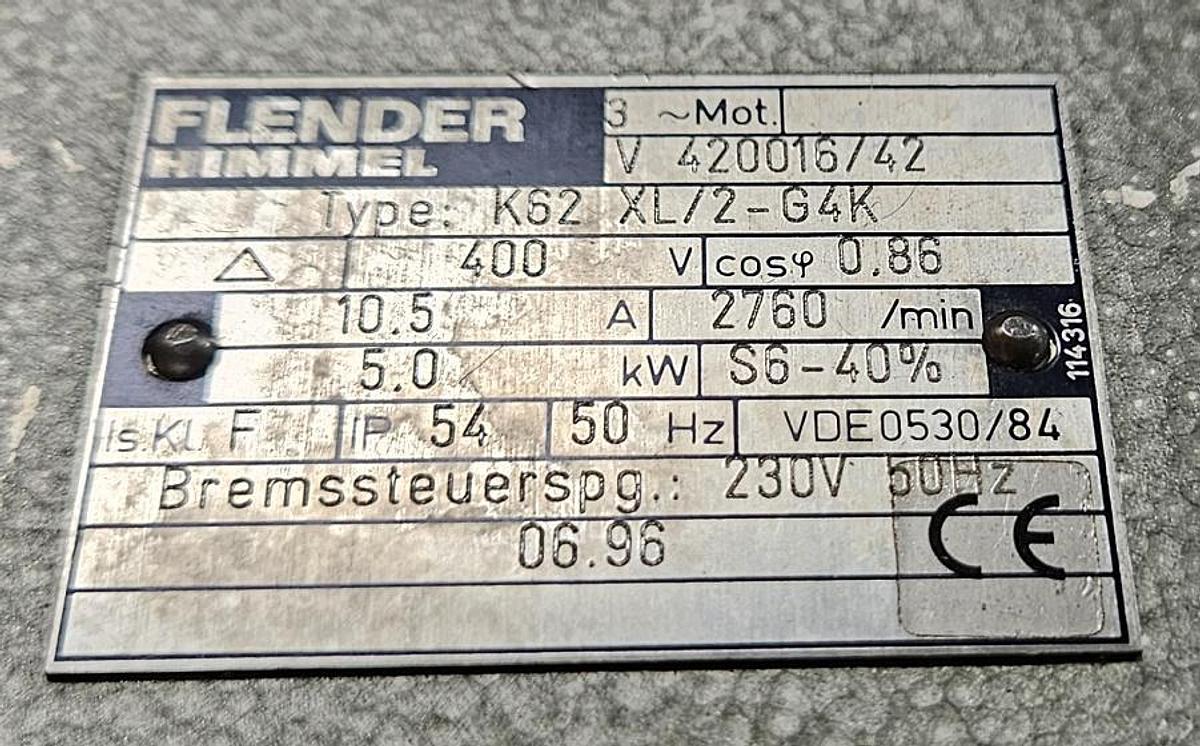 FLENDER
HIMMEL
3 ~Mot.
V 420016/42
Type: K62 XL/2-G4K
△ 400 V cosφ 0,86
10.5 A 2760 /min
5.0 kW S6-40%
114316
Is.Kl. F IP 54 50 Hz VDE0530/84
Bremssteuerspg.: 230V 50Hz
06.96
CE